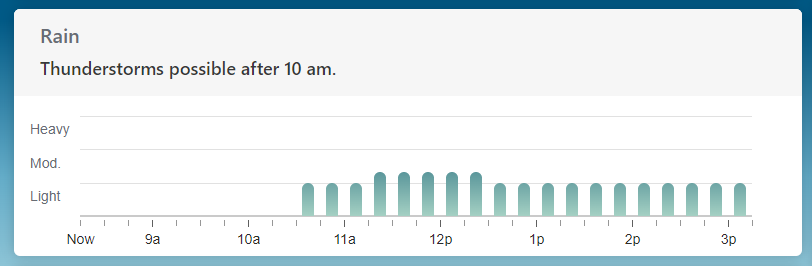 Rain
Thunderstorms possible after 10 am.
Heavy
Mod.
Light
Now 9a 10a 11a 12p 1p 2p 3p